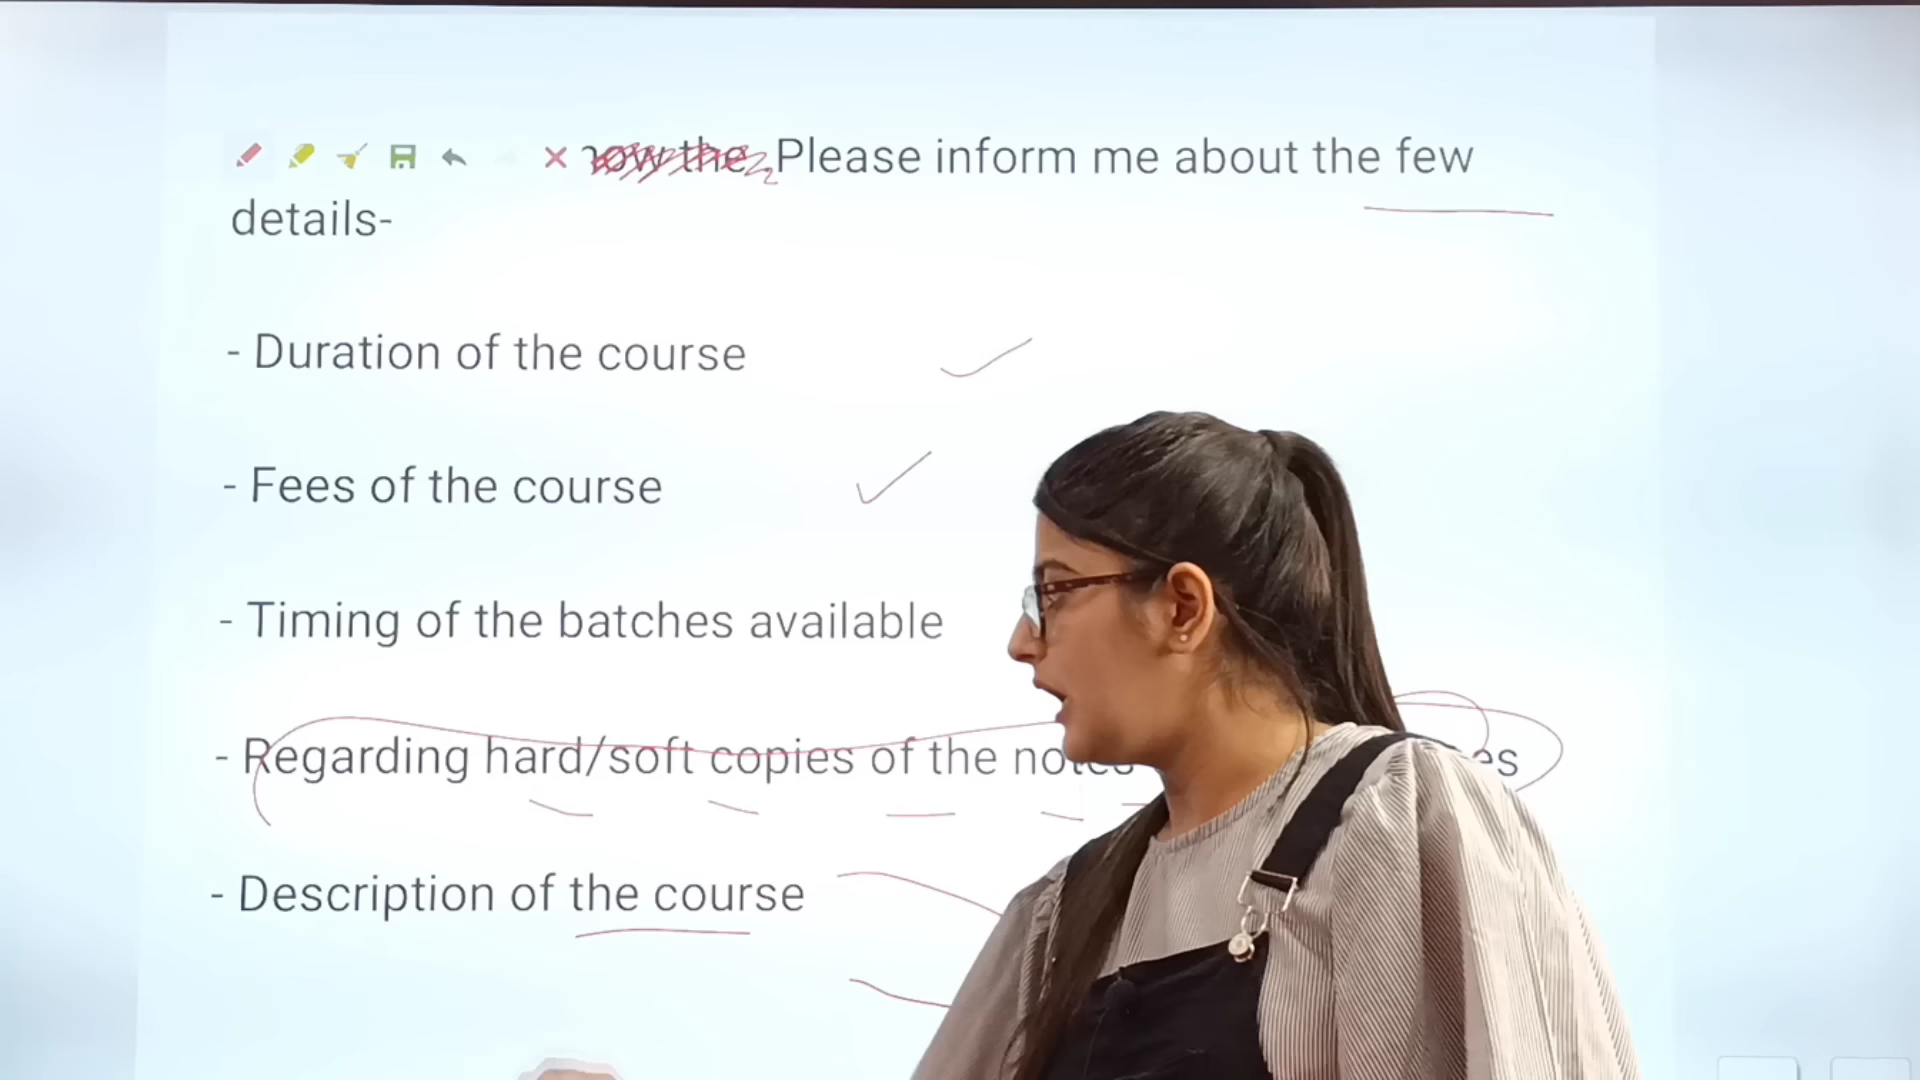 Please inform me about the few
details-
- Duration of the course
- Fees of the course
- Timing of the batches available
- Regarding hard/soft copies of the
- Description of the course